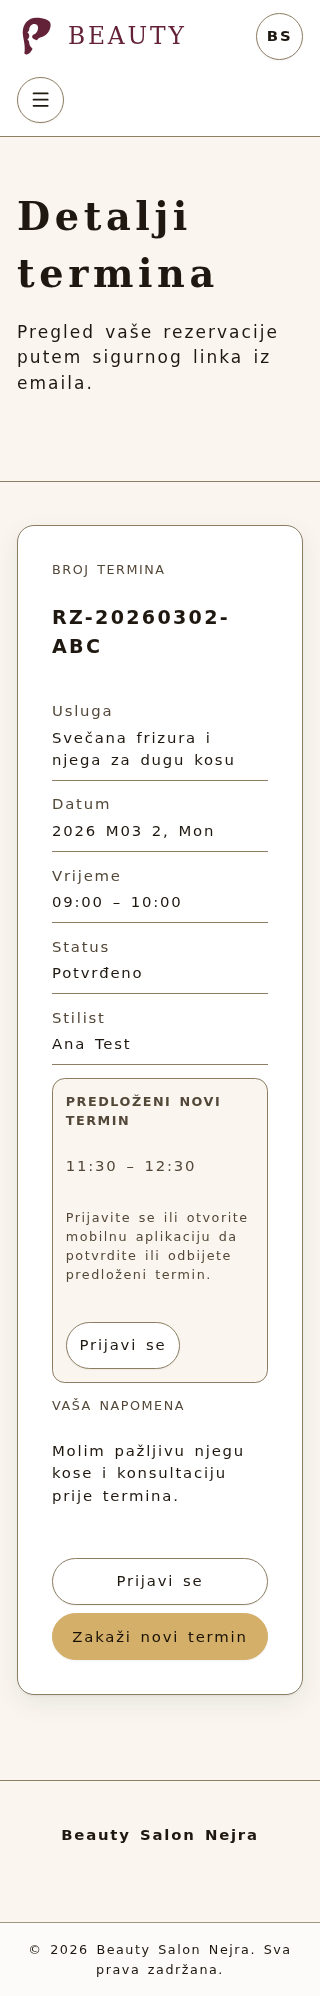 BEAUTY
BS
Detalji
termina
Pregled vaše rezervacije
putem sigurnog linka iz
emaila.
BROJ TERMINA
RZ-20260302-
ABC
Usluga
Svečana frizura i
njega za dugu kosu
Datum
2026 M03 2, Mon
Vrijeme
09:00 – 10:00
Status
Potvrđeno
Stilist
Ana Test
PREDLOŽENI NOVI
TERMIN
11:30 – 12:30
Prijavite se ili otvorite
mobilnu aplikaciju da
potvrdite ili odbijete
predloženi termin.
Prijavi se
VAŠA NAPOMENA
Molim pažljivu njegu
kose i konsultaciju
prije termina.
Prijavi se
Zakaži novi termin
Beauty Salon Nejra
© 2026 Beauty Salon Nejra. Sva
prava zadržana.